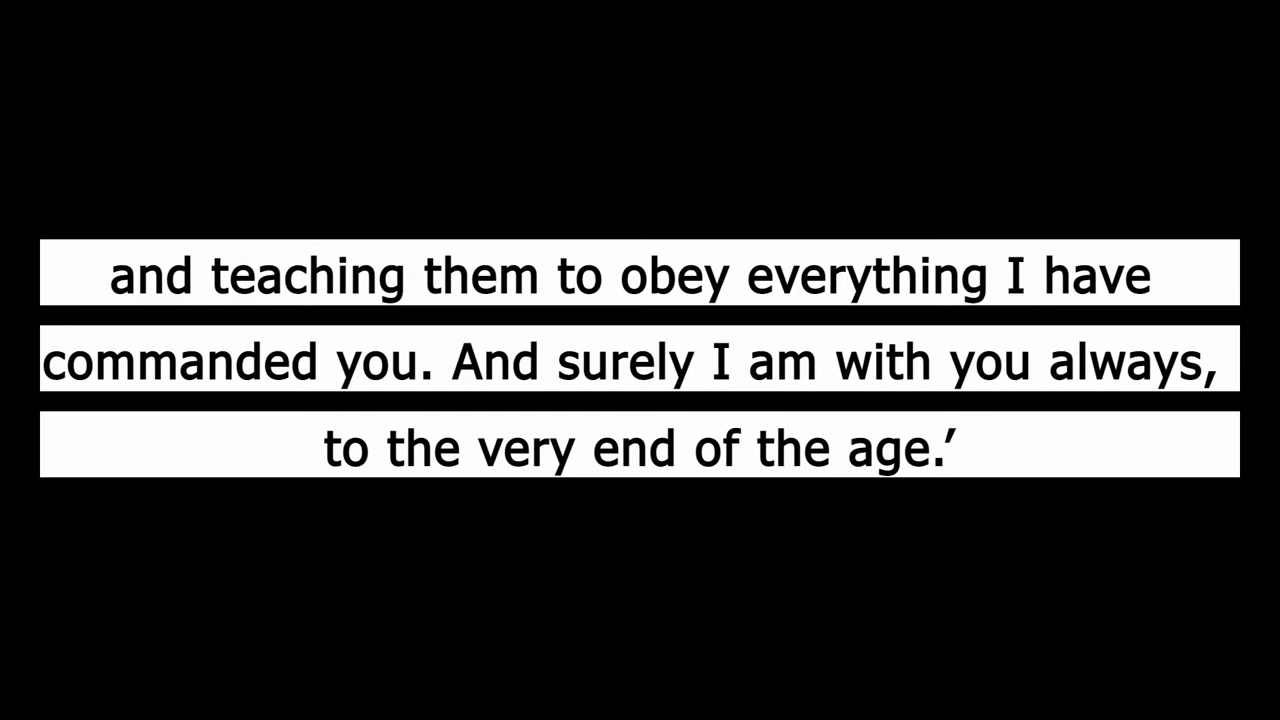 and teaching them to obey everything I have
commanded you. And surely I am with you always,
to the very end of the age.’